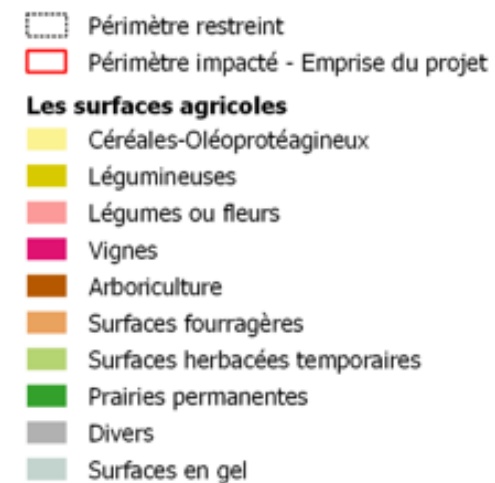 Périmètre restreint
Périmètre impacté - Emprise du projet
Les surfaces agricoles
Céréales-Oléoprotéagineux
Légumineuses
Légumes ou fleurs
Vignes
Arboriculture
Surfaces fourragères
Surfaces herbacées temporaires
Prairies permanentes
Divers
Surfaces en gel